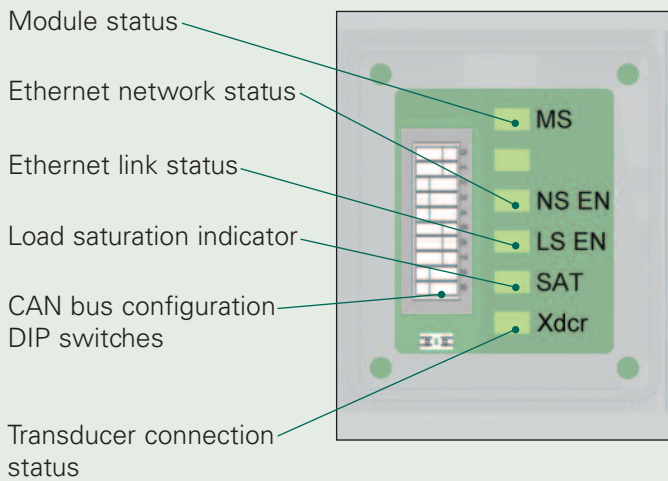 Module status
Ethernet network status
Ethernet link status
Load saturation indicator
CAN bus configuration
DIP switches
Transducer connection
status
MS
NS EN
LS EN
SAT
Xdcr